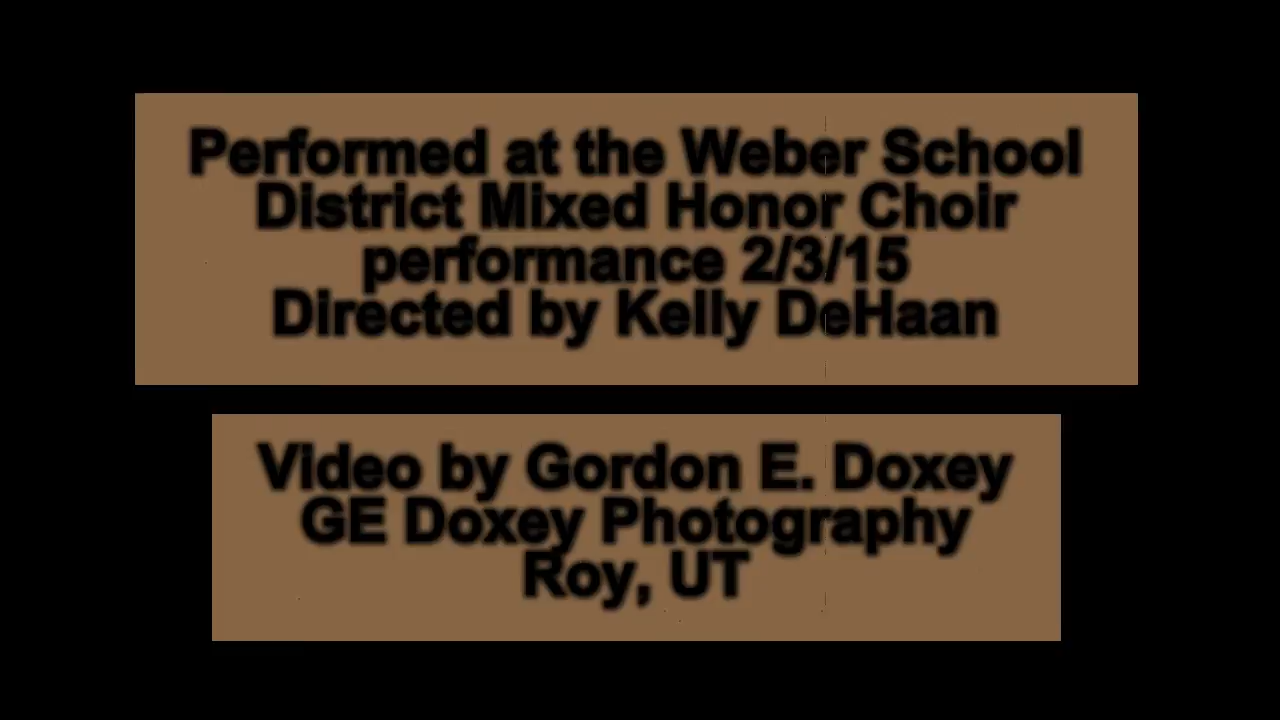 Performed at the Weber School
District Mixed Honor Choir
performance 2/3/15
Directed by Kelly DeHaan
Video by Gordon E. Doxey
GE Doxey Photography
Roy, UT